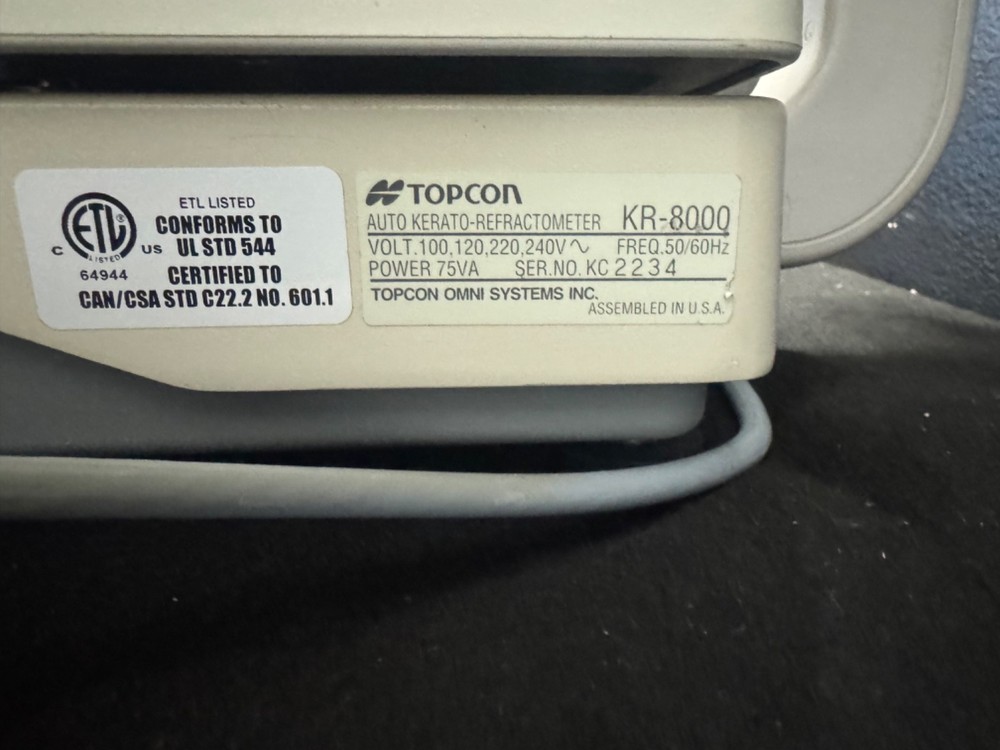 ETL LISTED
CONFORMS TO
UL STD 544
CERTIFIED TO
CAN/CSA STD C22.2 NO. 601.1
C ETL ® US
LISTED
64944
TOPCON
AUTO KERATO-REFRACTOMETER KR-8000
VOLT.100,120,220,240V∿ FREQ.50/60Hz
POWER 75VA SER.NO. KC 2234
TOPCON OMNI SYSTEMS INC.
ASSEMBLED IN U.S.A.